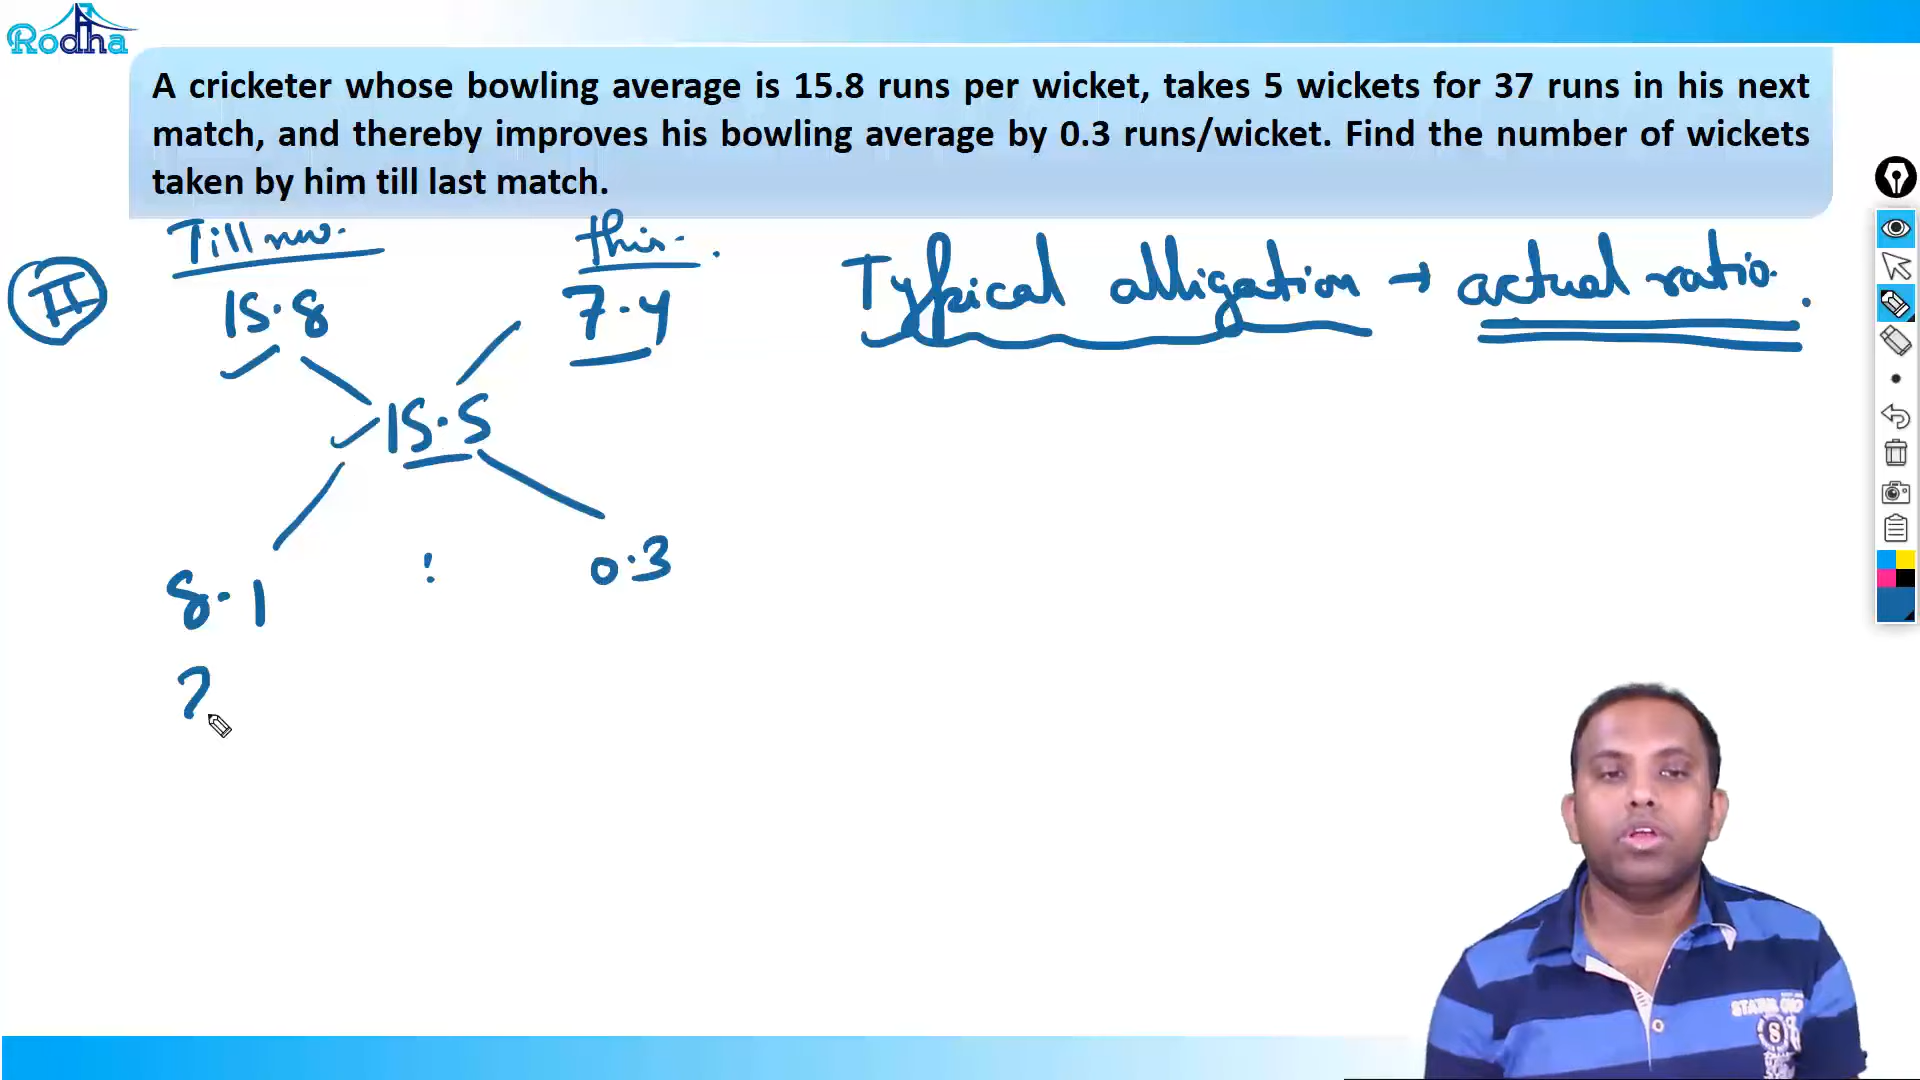 Rodha
A cricketer whose bowling average is 15.8 runs per wicket, takes 5 wickets for 37 runs in his next
match, and thereby improves his bowling average by 0.3 runs/wicket. Find the number of wickets
taken by him till last match.
Till now. this.
II 15.8 7.4 Typical alligation → actual ratio.
15.5
8.1 : 0.3
2